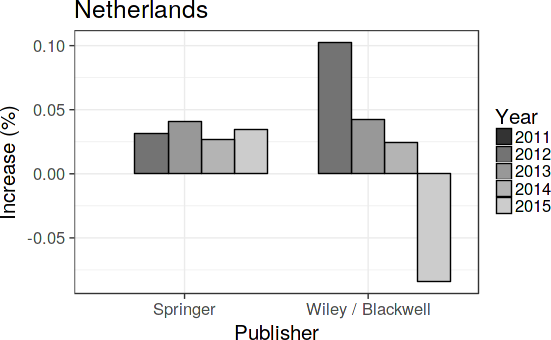 Netherlands
0.10
0.05
0.00
-0.05
Increase (%)
Springer
Wiley / Blackwell
Publisher
Year
2011
2012
2013
2014
2015